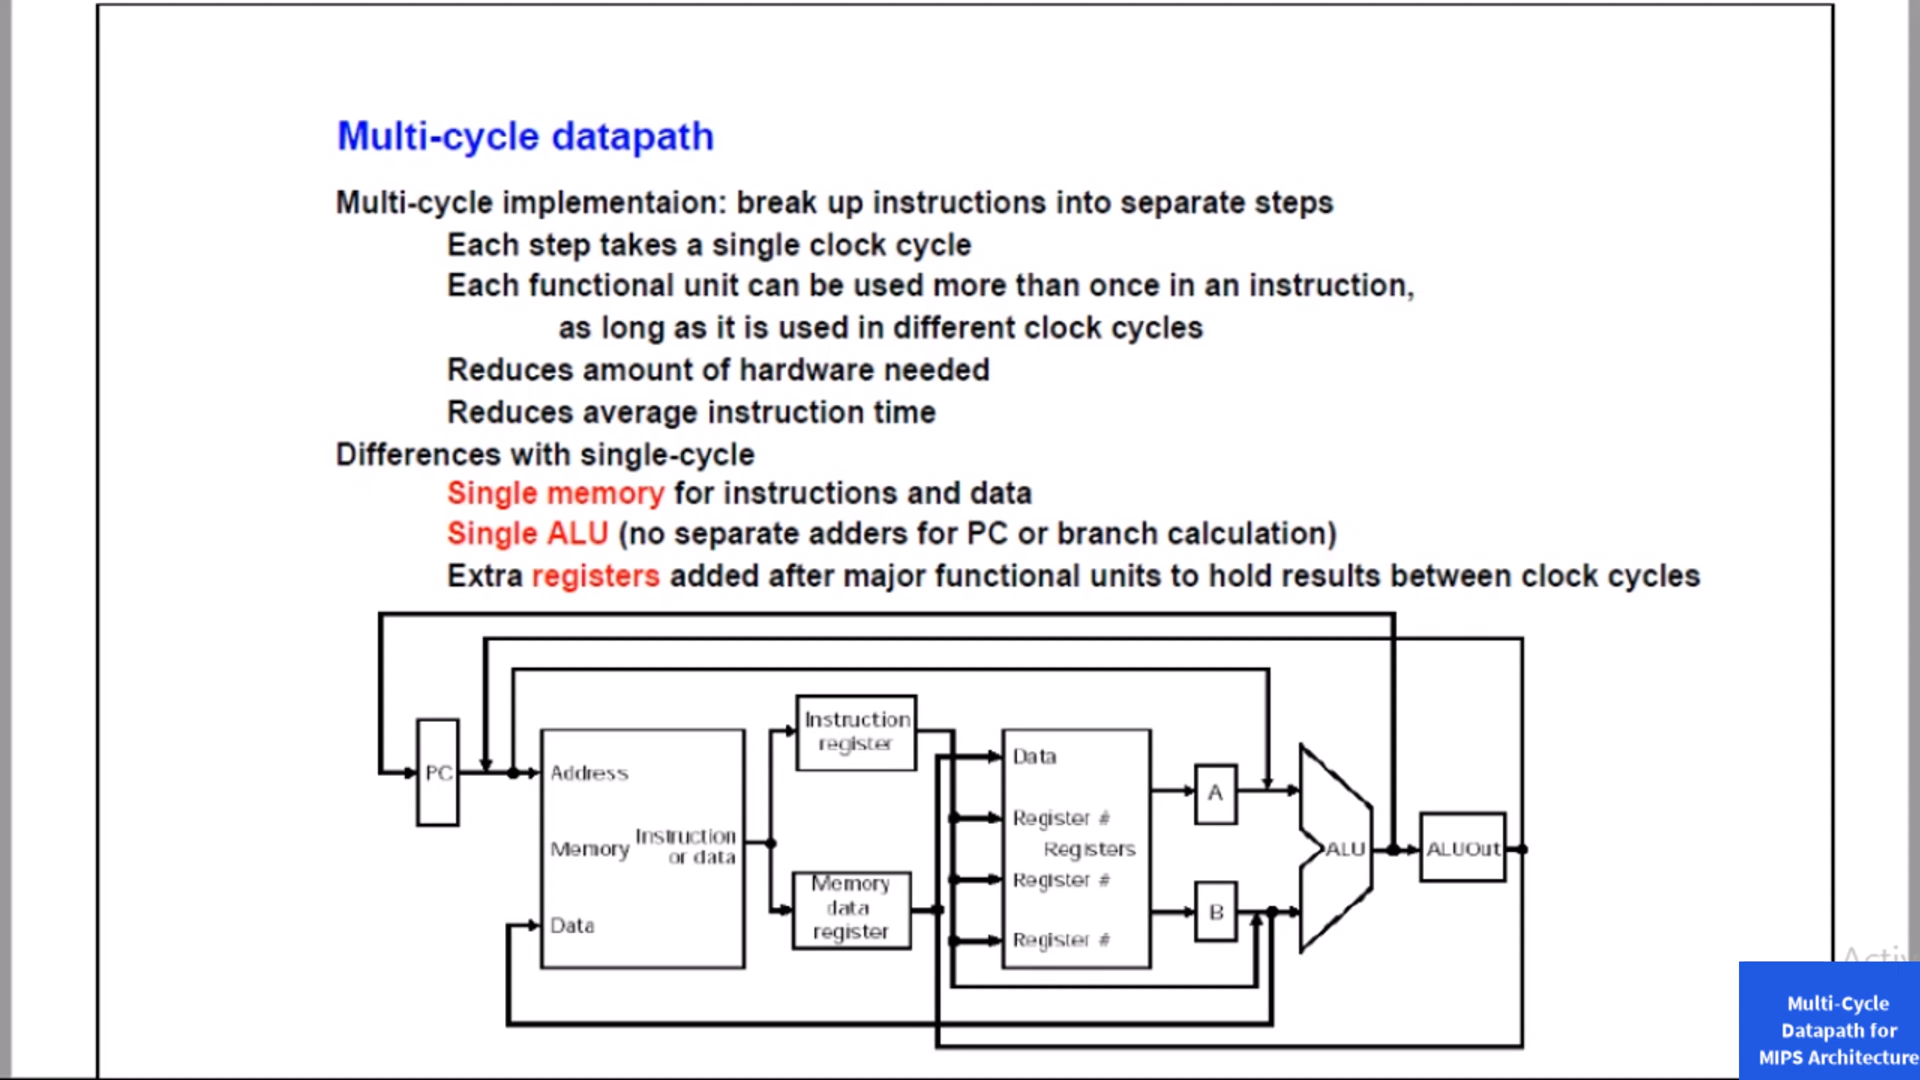 Multi-cycle datapath
Multi-cycle implementaion: break up instructions into separate steps
Each step takes a single clock cycle
Each functional unit can be used more than once in an instruction,
as long as it is used in different clock cycles
Reduces amount of hardware needed
Reduces average instruction time
Differences with single-cycle
Single memory for instructions and data
Single ALU (no separate adders for PC or branch calculation)
Extra registers added after major functional units to hold results between clock cycles
PC
Address
Memory
Instruction
or data
Data
Instruction
register
Memory
data
register
Data
Register #
Registers
Register #
Register #
A
B
ALU
ALUOut
Multi-Cycle
Datapath for
MIPS Architecture